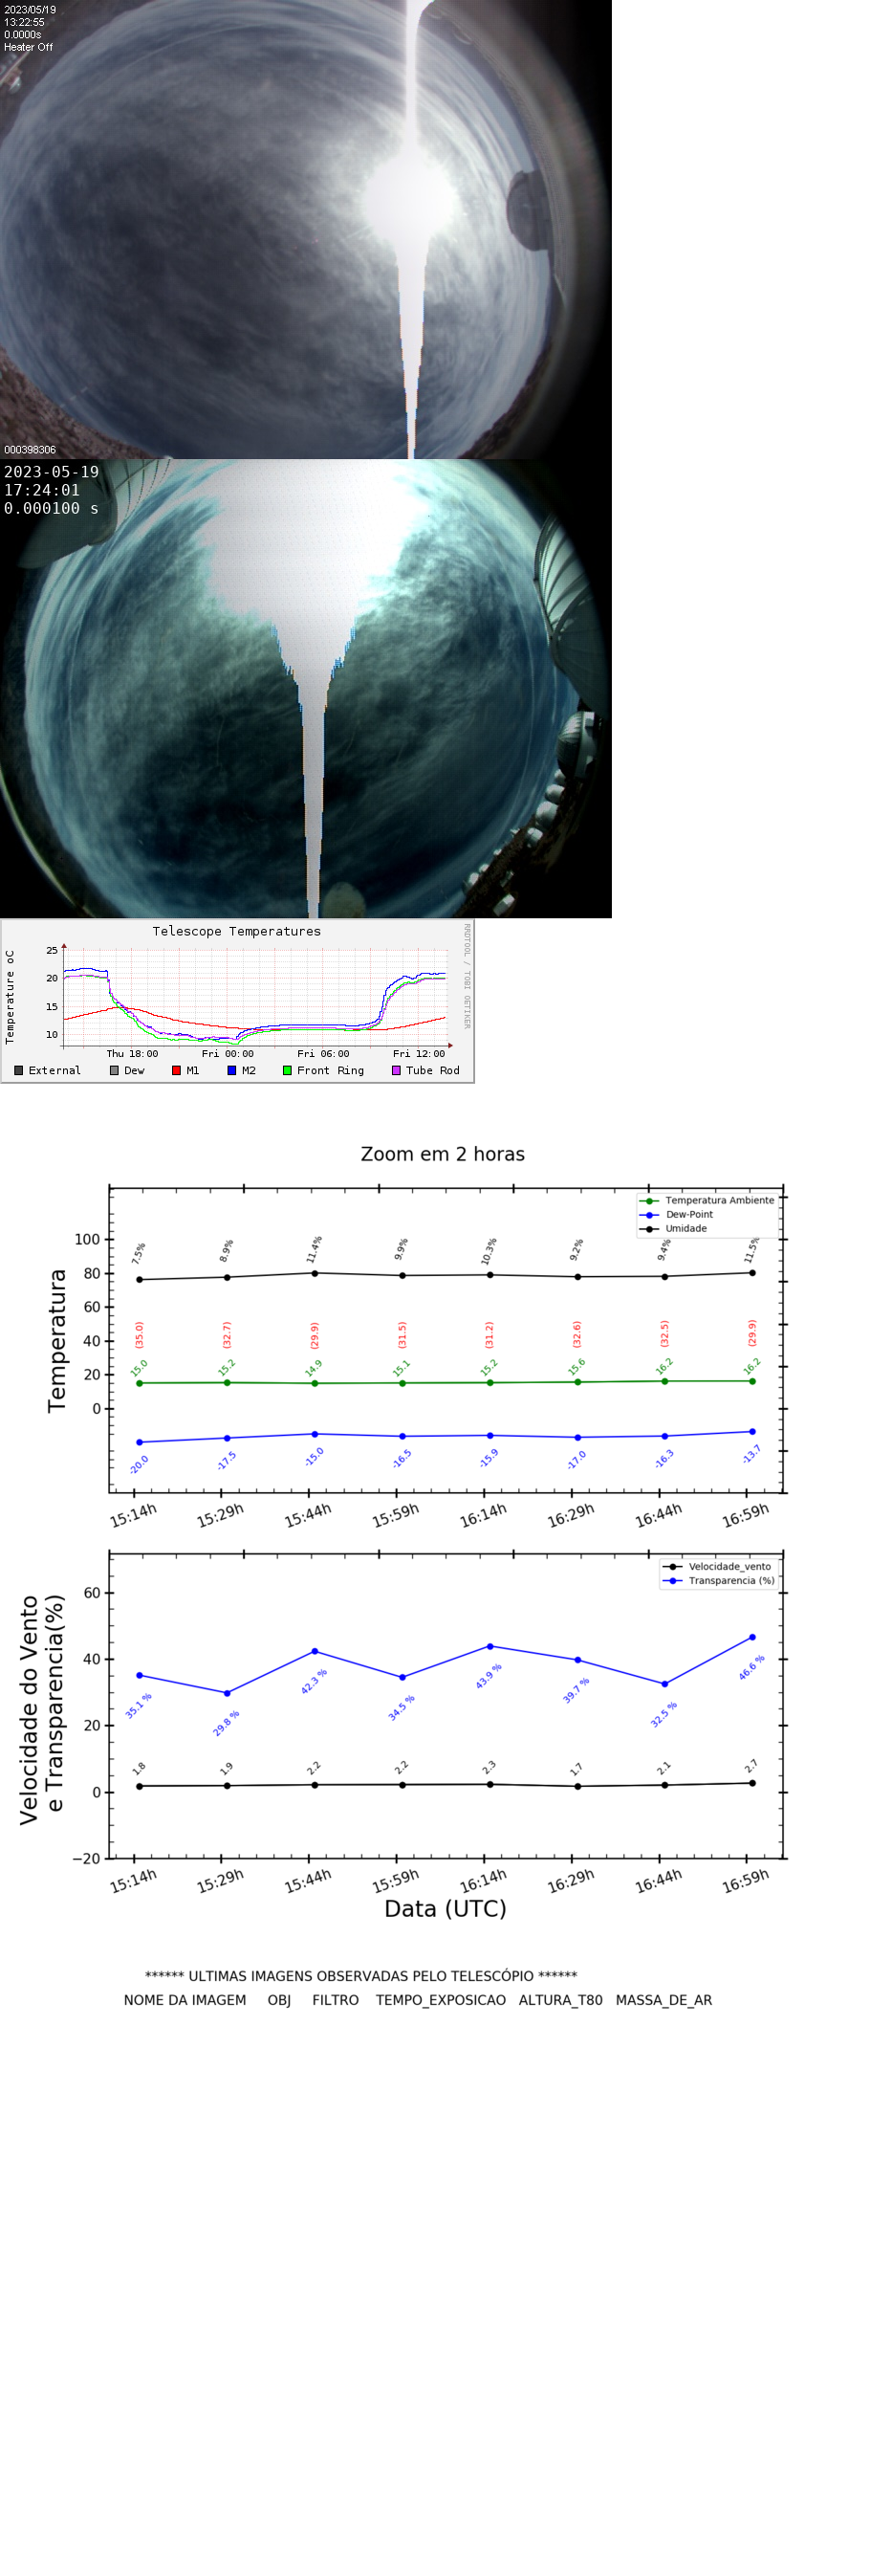 2023/05/19
13:22:55
0.0000s
Heater Off
000398306
2023-05-19
17:24:01
0.000100 s
Telescope Temperatures
RRDTOOL / TOBI OETIKER
Temperature oC
25
20
15
10
Thu 18:00 Fri 00:00 Fri 06:00 Fri 12:00
External Dew M1 M2 Front Ring Tube Rod
Zoom em 2 horas
Temperatura Ambiente
Dew-Point
Umidade
Temperatura
100
80
60
40
20
0
7.5% 8.9% 11.4% 9.9% 10.3% 9.2% 9.4% 11.5%
(35.0) (32.7) (29.9) (31.5) (31.2) (32.6) (32.5) (29.9)
15.0 15.2 14.9 15.1 15.2 15.6 16.2 16.2
-20.0 -17.5 -15.0 -16.5 -15.9 -17.0 -16.3 -13.7
15:14h 15:29h 15:44h 15:59h 16:14h 16:29h 16:44h 16:59h
Velocidade_vento
Transparencia (%)
Velocidade do Vento
e Transparencia(%)
60
40
20
0
−20
35.1 % 29.8 % 42.3 % 34.5 % 43.9 % 39.7 % 32.5 % 46.6 %
1.8 1.9 2.2 2.2 2.3 1.7 2.1 2.7
15:14h 15:29h 15:44h 15:59h 16:14h 16:29h 16:44h 16:59h
Data (UTC)
****** ULTIMAS IMAGENS OBSERVADAS PELO TELESCÓPIO ******
NOME DA IMAGEM OBJ FILTRO TEMPO_EXPOSICAO ALTURA_T80 MASSA_DE_AR